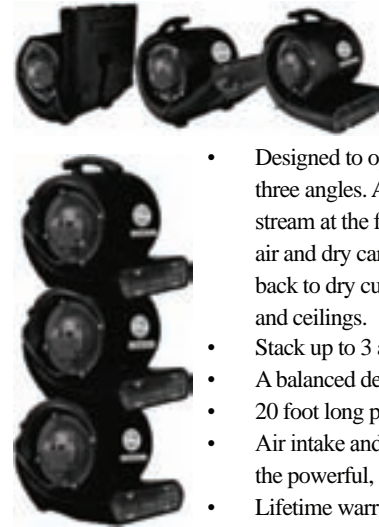 • Designed to o
three angles. A
stream at the f
air and dry car
back to dry cu
and ceilings.
• Stack up to 3 a
• A balanced de
• 20 foot long p
• Air intake and
the powerful,
• Lifetime warr